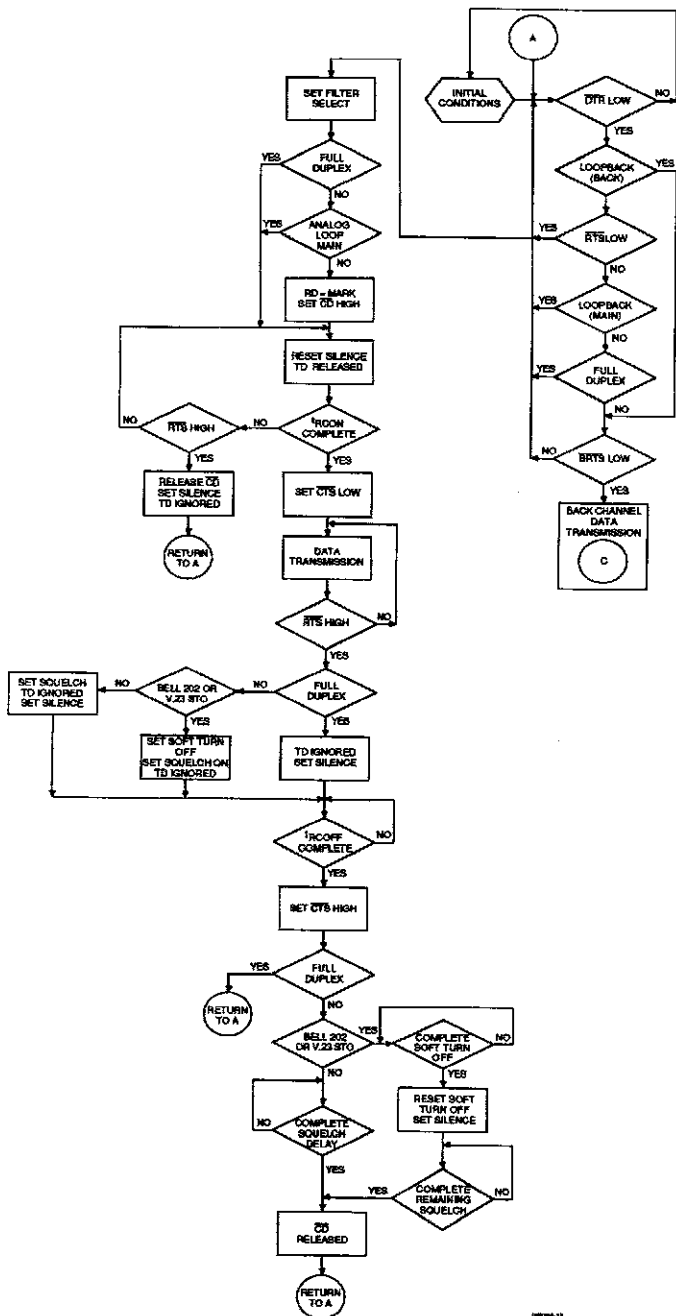 A
INITIAL
CONDITIONS
DTR LOW
NO
YES
LOOPBACK
(BACK)
YES
NO
RTS LOW
YES
NO
LOOPBACK
(MAIN)
YES
NO
FULL
DUPLEX
YES
NO
BRTS LOW
NO
YES
BACK CHANNEL
DATA
TRANSMISSION
C
SET FILTER
SELECT
FULL
DUPLEX
YES
NO
ANALOG
LOOP
MAIN
YES
NO
RD = MARK
SET CD HIGH
RESET SILENCE
TD RELEASED
tRCON
COMPLETE
NO
YES
RTS HIGH
NO
YES
RELEASE CD
SET SILENCE
TD IGNORED
RETURN
TO A
SET CTS LOW
DATA
TRANSMISSION
RTS HIGH
NO
YES
FULL
DUPLEX
NO
YES
BELL 202 OR
V.23 STO
NO
YES
SET SQUELCH
TD IGNORED
SET SILENCE
SET SOFT TURN
OFF
SET SQUELCH ON
TD IGNORED
TD IGNORED
SET SILENCE
tRCOFF
COMPLETE
NO
YES
SET CTS HIGH
FULL
DUPLEX
YES
NO
RETURN
TO A
BELL 202
OR V.23 STO
YES
NO
COMPLETE
SOFT TURN
OFF
NO
YES
RESET SOFT
TURN OFF
SET SILENCE
COMPLETE
SQUELCH
DELAY
NO
YES
COMPLETE
REMAINING
SQUELCH
NO
YES
CD
RELEASED
RETURN
TO A